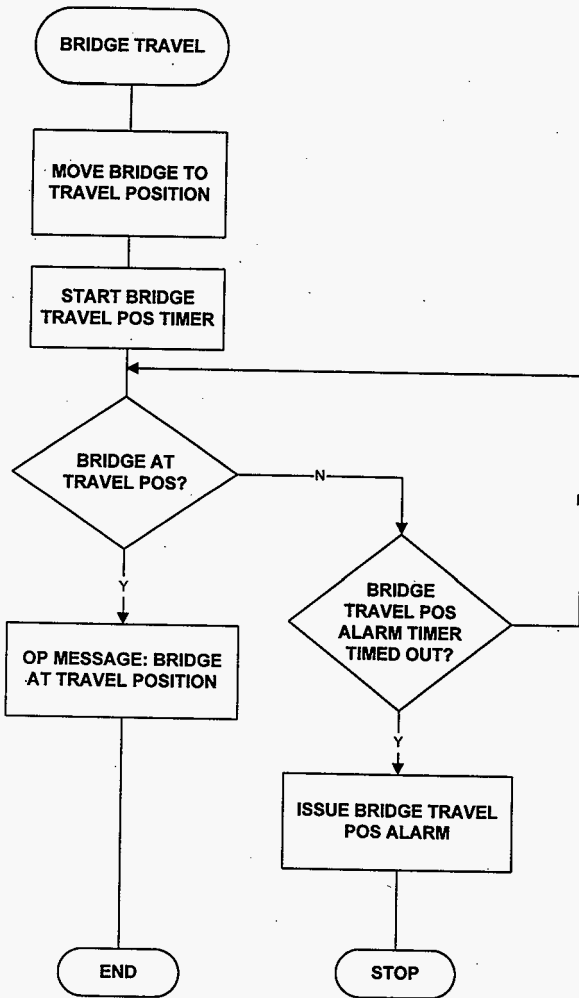 BRIDGE TRAVEL
MOVE BRIDGE TO
TRAVEL POSITION
START BRIDGE
TRAVEL POS TIMER
BRIDGE AT
TRAVEL POS?
N
Y
BRIDGE
TRAVEL POS
ALARM TIMER
TIMED OUT?
OP MESSAGE: BRIDGE
AT TRAVEL POSITION
Y
ISSUE BRIDGE TRAVEL
POS ALARM
END
STOP